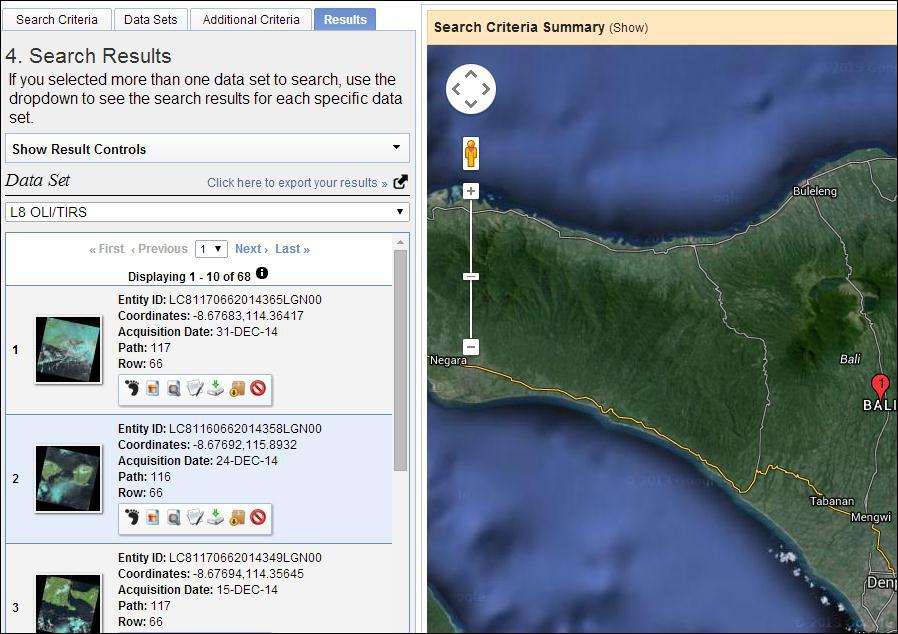 Search Criteria
Data Sets
Additional Criteria
Results
4. Search Results
If you selected more than one data set to search, use the
dropdown to see the search results for each specific data
set.
Show Result Controls
Data Set
Click here to export your results »
L8 OLI/TIRS
« First ‹ Previous 1 Next › Last »
Displaying 1 - 10 of 68
1
Entity ID: LC81170662014365LGN00
Coordinates: -8.67683,114.36417
Acquisition Date: 31-DEC-14
Path: 117
Row: 66
2
Entity ID: LC81160662014358LGN00
Coordinates: -8.67692,115.8932
Acquisition Date: 24-DEC-14
Path: 116
Row: 66
3
Entity ID: LC81170662014349LGN00
Coordinates: -8.67694,114.35645
Acquisition Date: 15-DEC-14
Path: 117
Row: 66
Search Criteria Summary (Show)
Buleleng
Negara
Bali
1
BALI
Tabanan
Mengwi
Denp